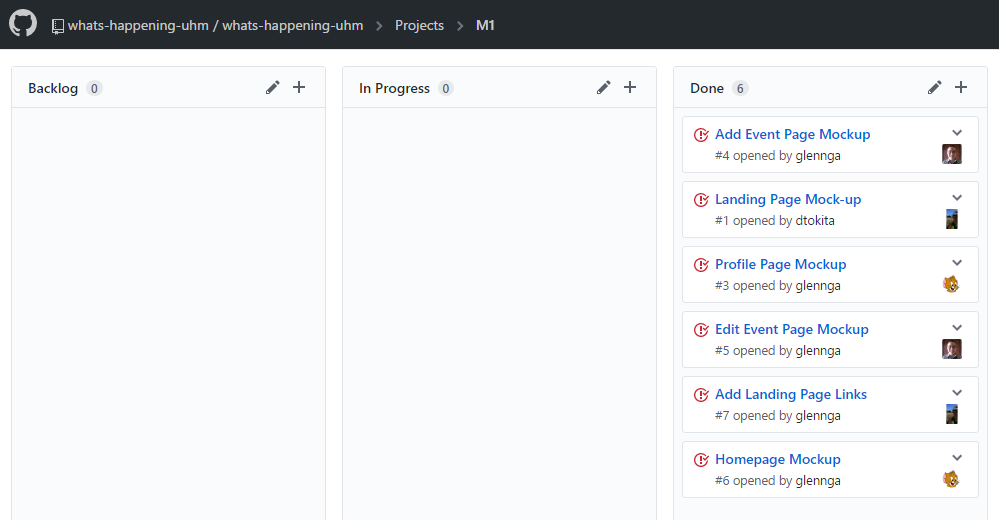 whats-happening-uhm / whats-happening-uhm > Projects > M1
Backlog 0
In Progress 0
Done 6
Add Event Page Mockup
#4 opened by glennga
Landing Page Mock-up
#1 opened by dtokita
Profile Page Mockup
#3 opened by glennga
Edit Event Page Mockup
#5 opened by glennga
Add Landing Page Links
#7 opened by glennga
Homepage Mockup
#6 opened by glennga